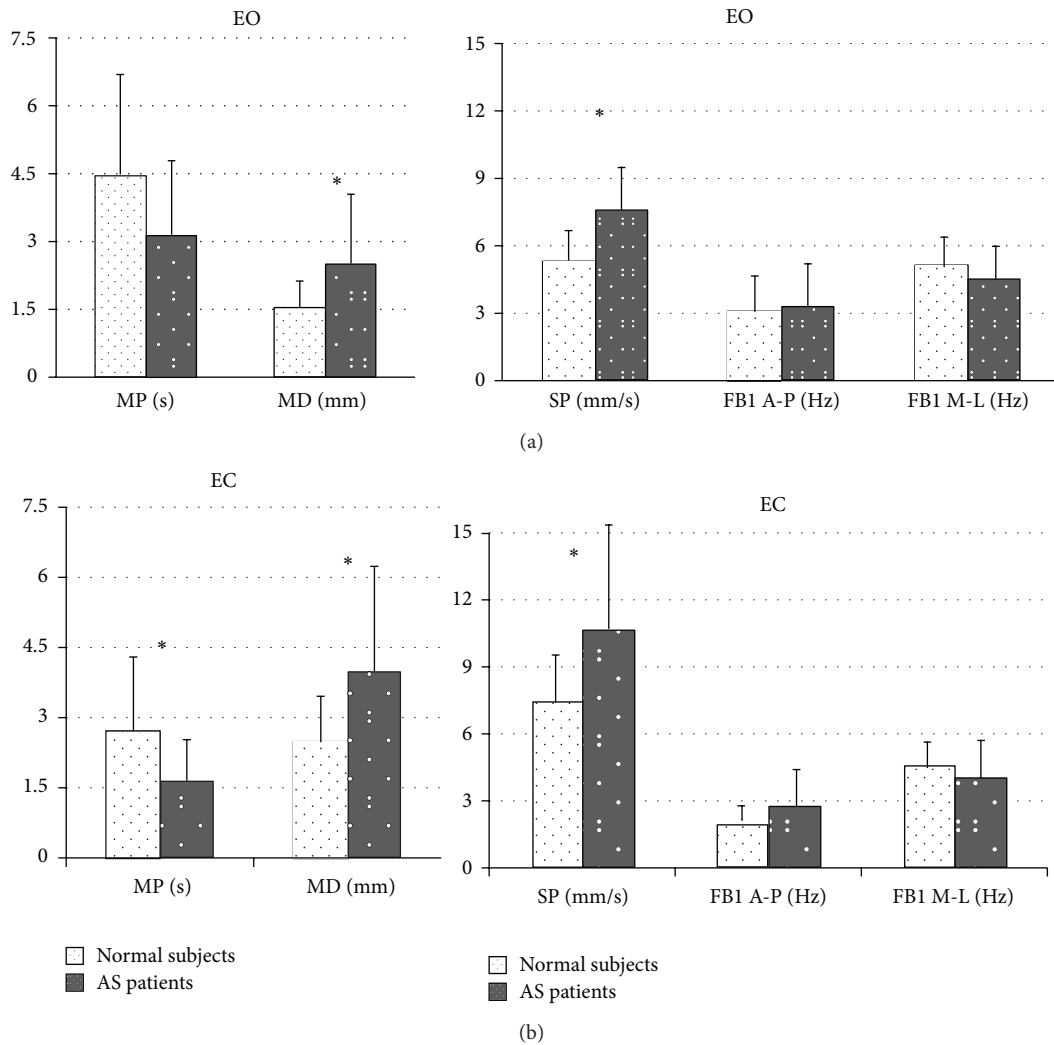 EO
7.5
6
4.5
*
3
1.5
0
MP (s) MD (mm)
EO
15
12
*
9
6
3
0
SP (mm/s) FB1 A-P (Hz) FB1 M-L (Hz)
(a)
EC
7.5
6
*
4.5
*
3
1.5
0
MP (s) MD (mm)
Normal subjects
AS patients
EC
15
*
12
9
6
3
0
SP (mm/s) FB1 A-P (Hz) FB1 M-L (Hz)
Normal subjects
AS patients
(b)